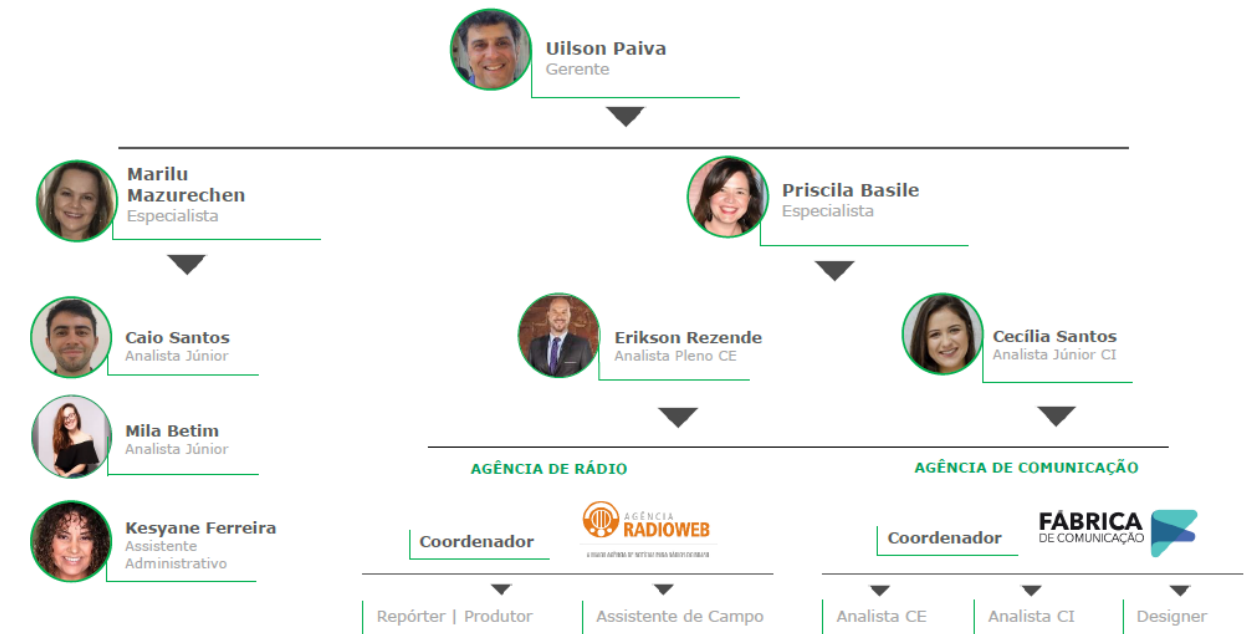 Uilson Paiva
Gerente
Marilu
Mazurechen
Especialista
Priscila Basile
Especialista
Caio Santos
Analista Júnior
Erikson Rezende
Analista Pleno CE
Cecília Santos
Analista Júnior CI
Mila Betim
Analista Júnior
AGÊNCIA DE RÁDIO
AGÊNCIA DE COMUNICAÇÃO
Kesyane Ferreira
Assistente
Administrativo
Coordenador
AGÊNCIA
RADIOWEB
Coordenador
FÁBRICA
DE COMUNICAÇÃO
Repórter | Produtor
Assistente de Campo
Analista CE
Analista CI
Designer